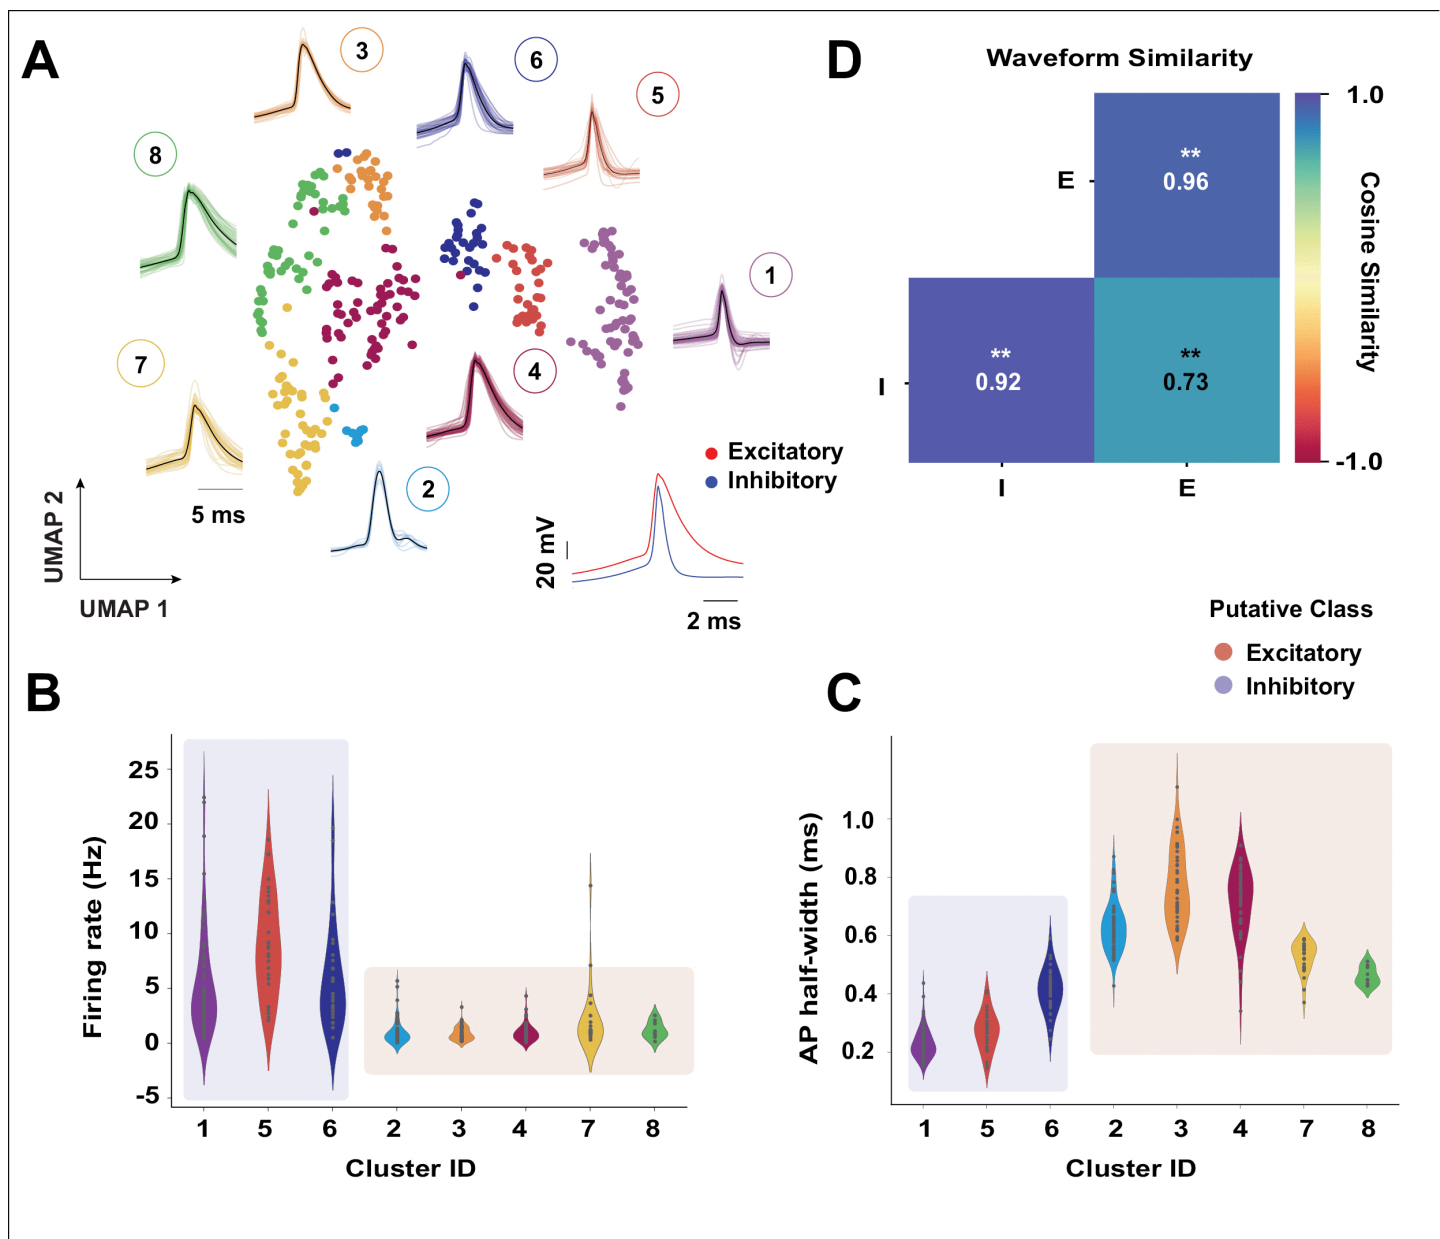 A
3
6
5
8
1
7
4
2
5 ms
UMAP 2
UMAP 1
Excitatory
Inhibitory
20 mV
2 ms
D
Waveform Similarity
E
**
0.96
I
**
0.92
**
0.73
I
E
1.0
-1.0
Cosine Similarity
Putative Class
Excitatory
Inhibitory
B
Firing rate (Hz)
25
20
15
10
5
0
-5
1 5 6 2 3 4 7 8
Cluster ID
C
AP half-width (ms)
1.0
0.8
0.6
0.4
0.2
1 5 6 2 3 4 7 8
Cluster ID